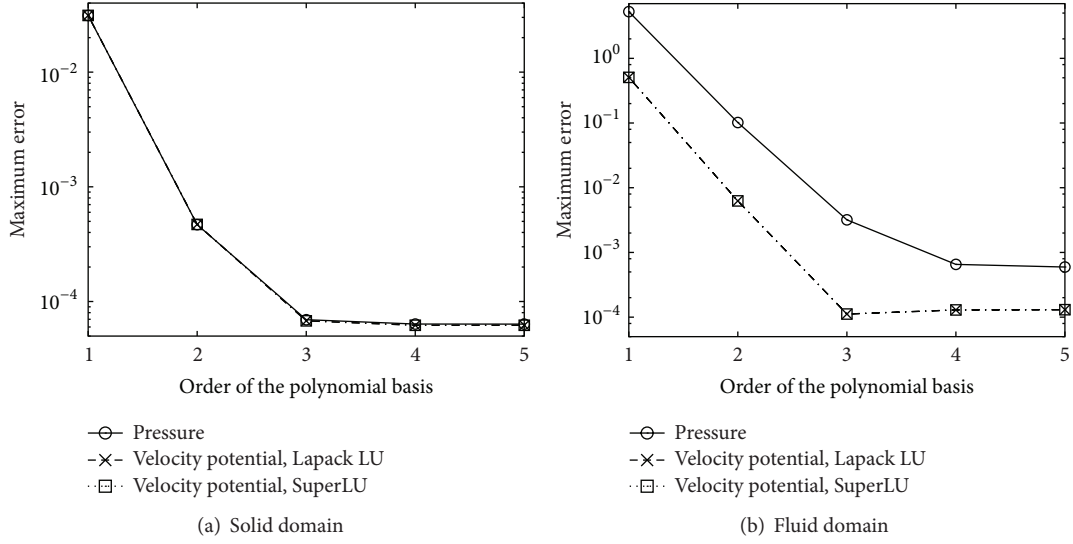 10⁻²
10⁻³
10⁻⁴
Maximum error
1 2 3 4 5
Order of the polynomial basis
Pressure
Velocity potential, Lapack LU
Velocity potential, SuperLU
(a) Solid domain
10⁰
10⁻¹
10⁻²
10⁻³
10⁻⁴
Maximum error
1 2 3 4 5
Order of the polynomial basis
Pressure
Velocity potential, Lapack LU
Velocity potential, SuperLU
(b) Fluid domain